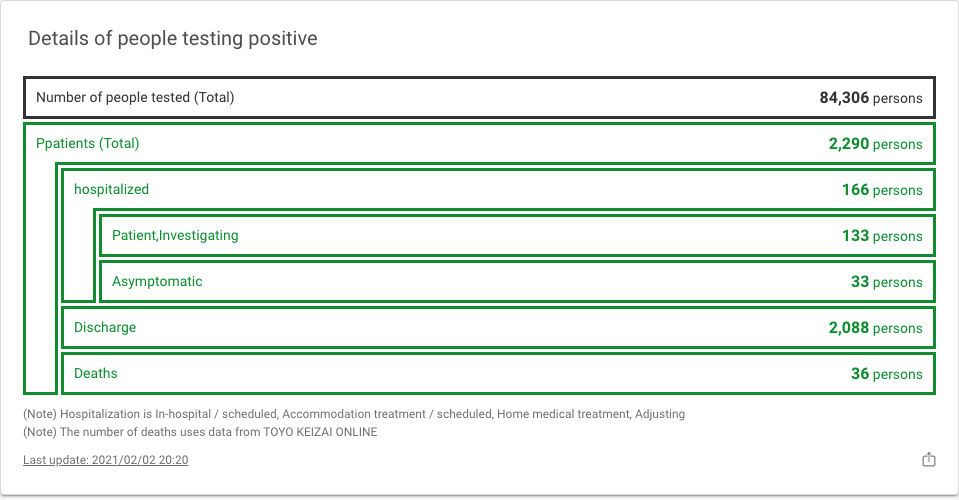 Details of people testing positive
Number of people tested (Total) 84,306 persons
Ppatients (Total) 2,290 persons
hospitalized 166 persons
Patient,Investigating 133 persons
Asymptomatic 33 persons
Discharge 2,088 persons
Deaths 36 persons
(Note) Hospitalization is In-hospital / scheduled, Accommodation treatment / scheduled, Home medical treatment, Adjusting
(Note) The number of deaths uses data from TOYO KEIZAI ONLINE
Last update: 2021/02/02 20:20